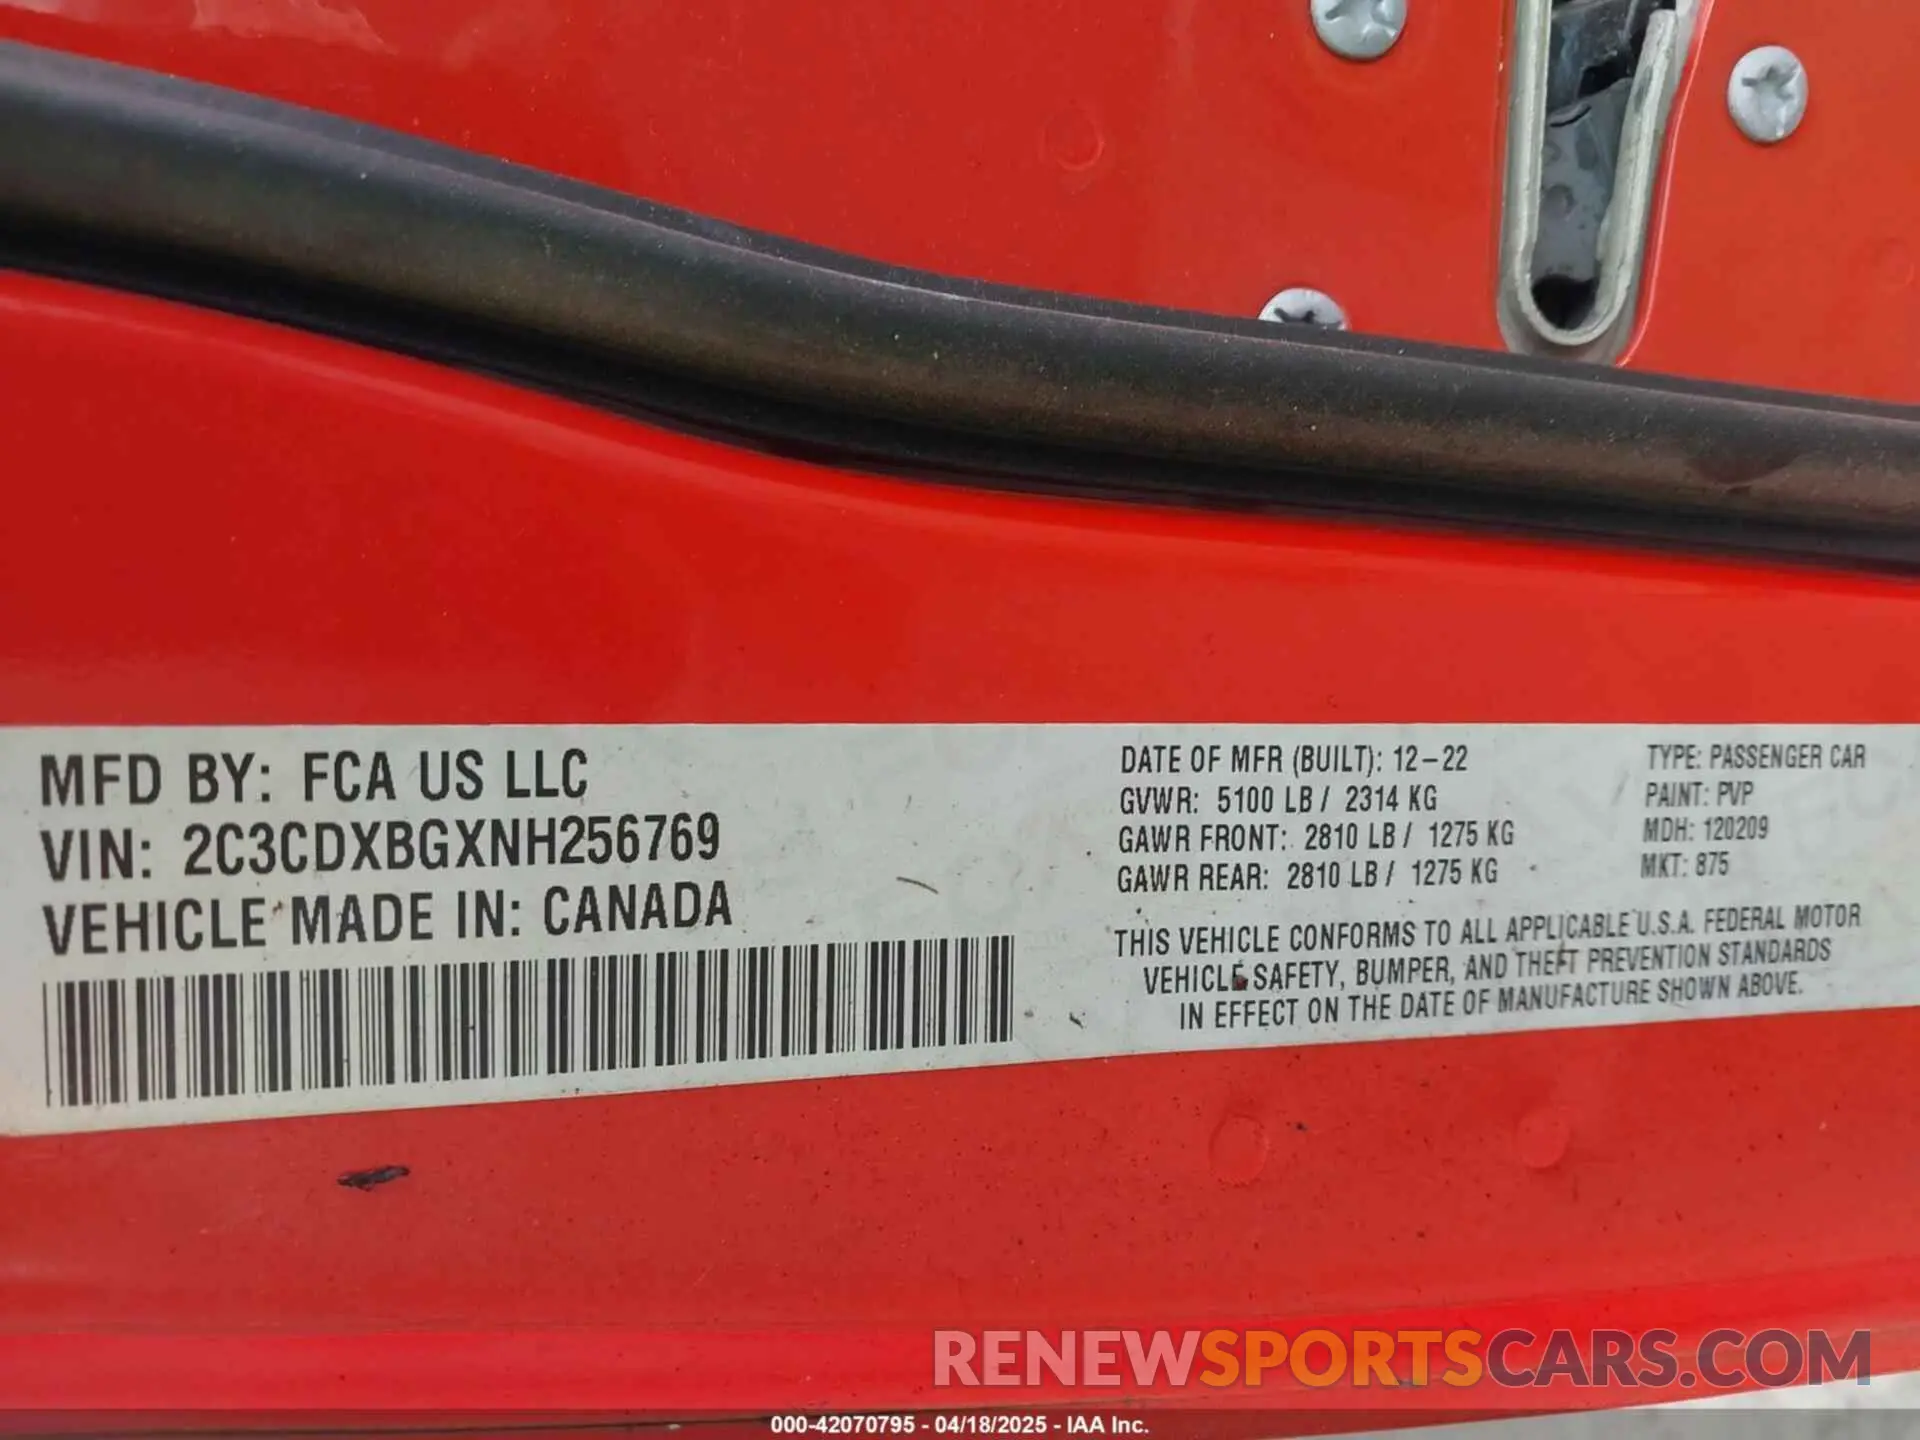 MFD BY: FCA US LLC
VIN: 2C3CDXBGXNH256769
VEHICLE MADE IN: CANADA
DATE OF MFR (BUILT): 12-22
GVWR: 5100 LB / 2314 KG
GAWR FRONT: 2810 LB / 1275 KG
GAWR REAR: 2810 LB / 1275 KG
TYPE: PASSENGER CAR
PAINT: PVP
MDH: 120209
MKT: 875
THIS VEHICLE CONFORMS TO ALL APPLICABLE U.S.A. FEDERAL MOTOR
VEHICLE SAFETY, BUMPER, AND THEFT PREVENTION STANDARDS
IN EFFECT ON THE DATE OF MANUFACTURE SHOWN ABOVE.
RENEWSPORTSCARS.COM
000-42070795 - 04/18/2025 - IAA Inc.